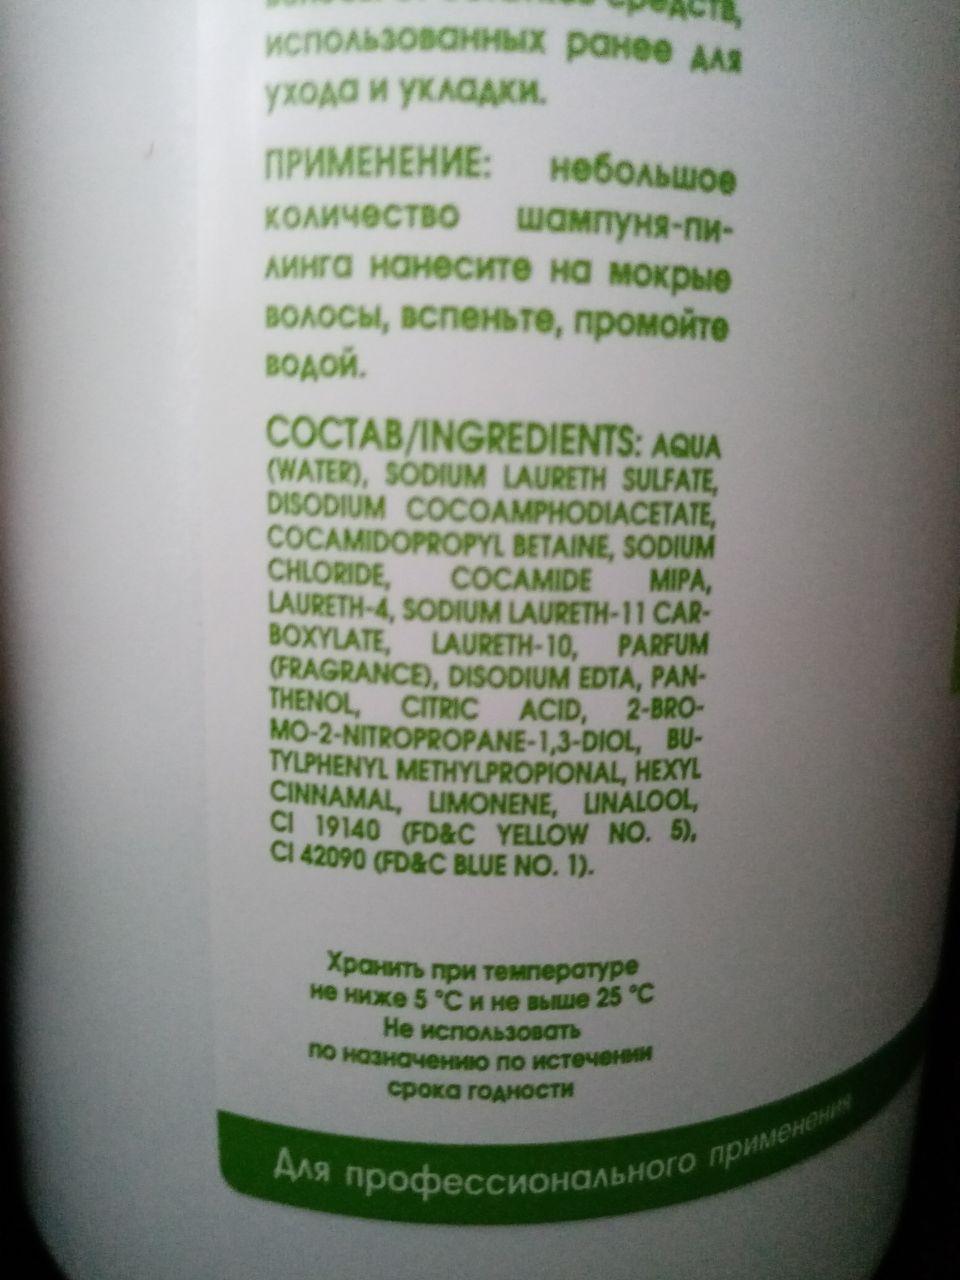 средств,
использованных ранее для
ухода и укладки.
ПРИМЕНЕНИЕ: небольшое
количество шампуня-пи-
линга нанесите на мокрые
волосы, вспеньте, промойте
водой.
СОСТАВ/INGREDIENTS: AQUA
(WATER), SODIUM LAURETH SULFATE,
DISODIUM COCOAMPHODIACETATE,
COCAMIDOPROPYL BETAINE, SODIUM
CHLORIDE, COCAMIDE MIPA,
LAURETH-4, SODIUM LAURETH-11 CAR-
BOXYLATE, LAURETH-10, PARFUM
(FRAGRANCE), DISODIUM EDTA, PAN-
THENOL, CITRIC ACID, 2-BRO-
MO-2-NITROPROPANE-1,3-DIOL, BU-
TYLPHENYL METHYLPROPIONAL, HEXYL
CINNAMAL, LIMONENE, LINALOOL,
CI 19140 (FD&C YELLOW NO. 5),
CI 42090 (FD&C BLUE NO. 1).
Хранить при температуре
не ниже 5 °С и не выше 25 °С
Не использовать
по назначению по истечении
срока годности
Для профессионального применения